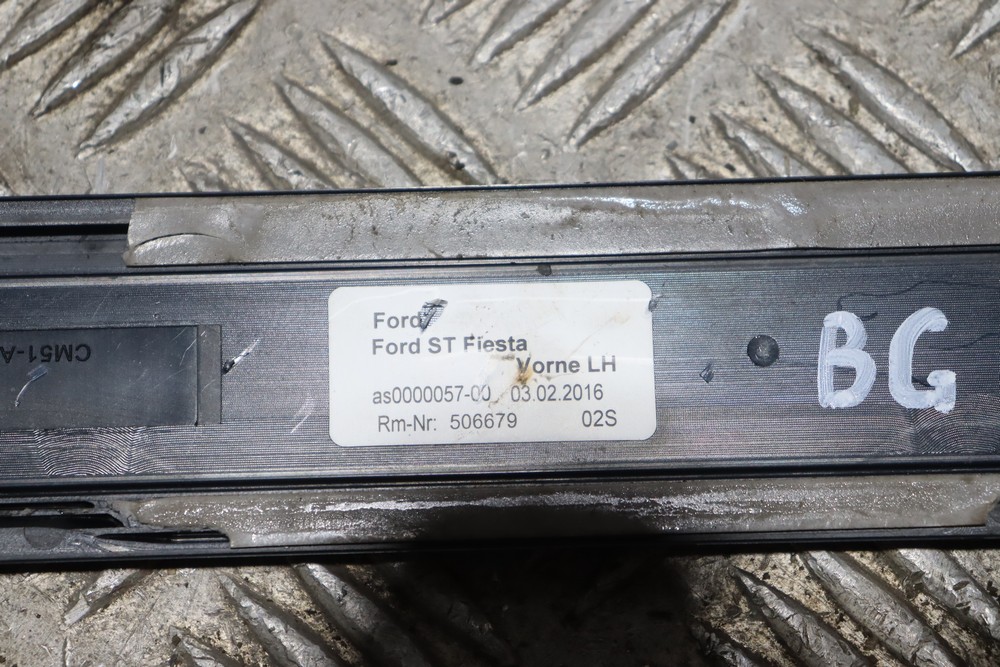 Ford
Ford ST Fiesta
Vorne LH
as0000057-00 03.02.2016
Rm-Nr: 506679 02S
BG
CM51-A